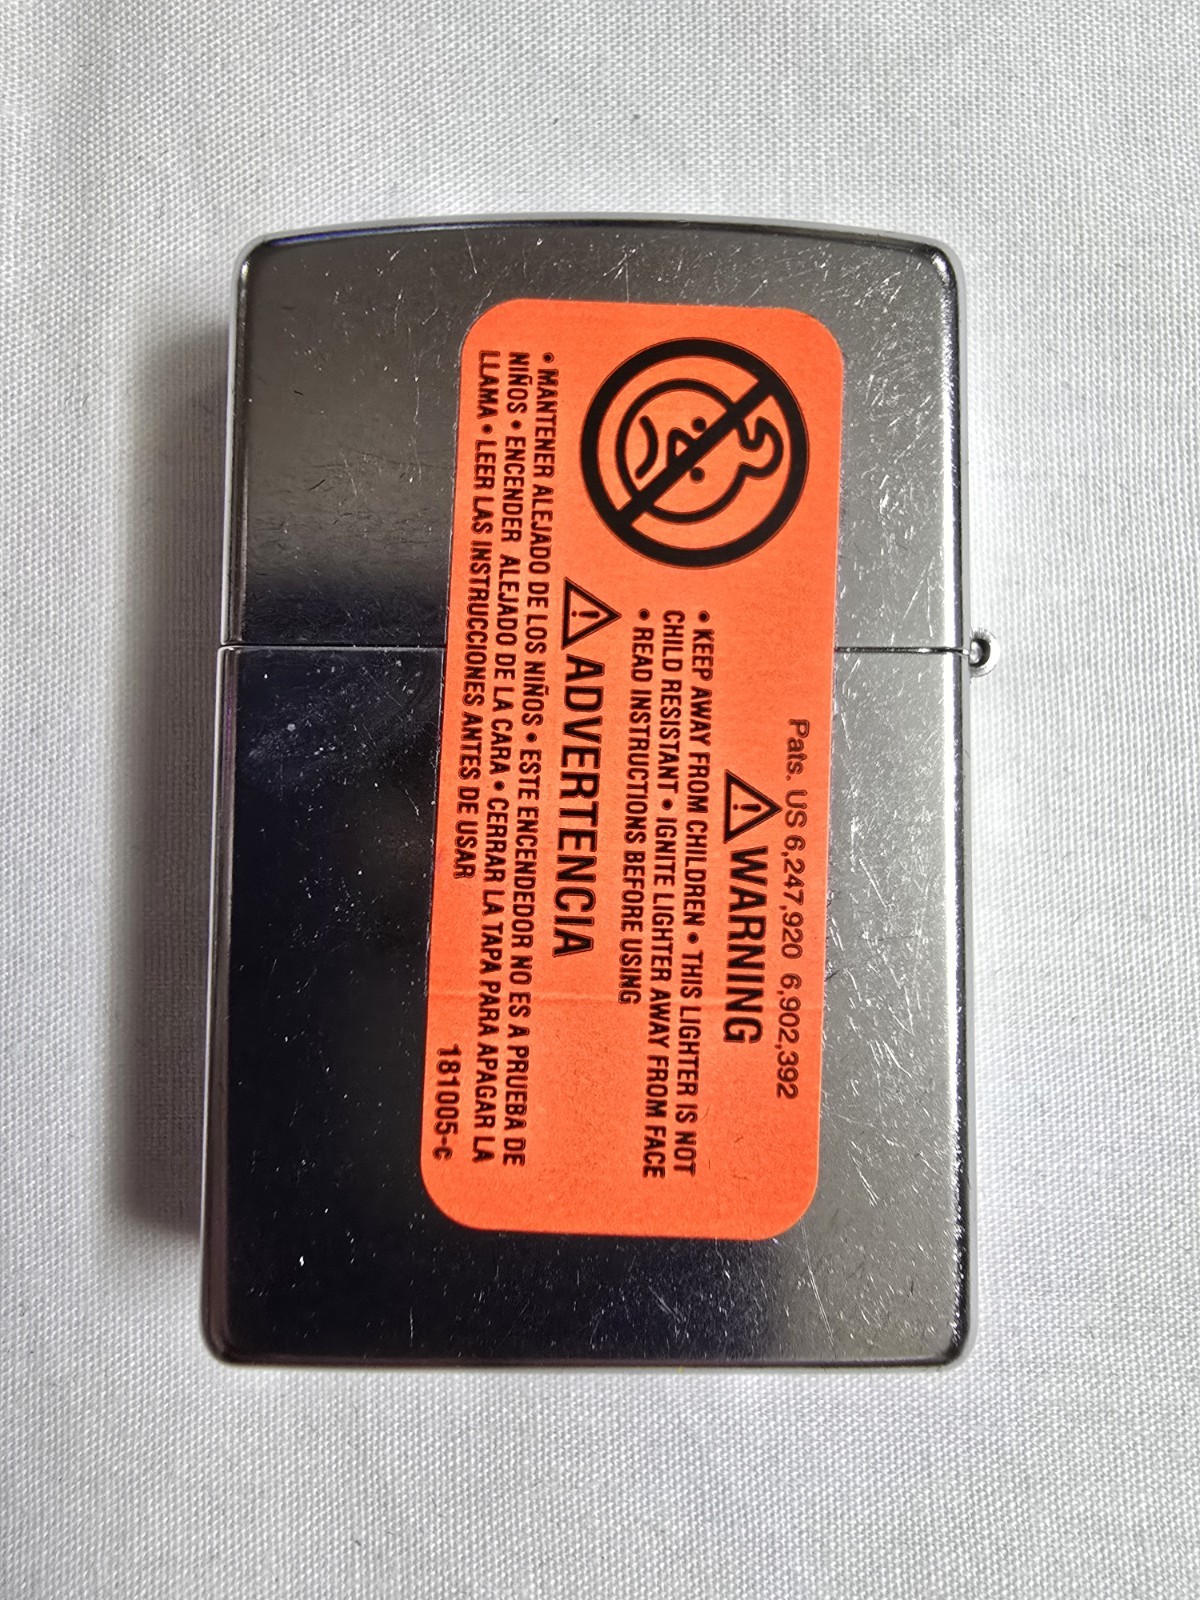 Pats. US 6,247,920 6,902,392
WARNING
• KEEP AWAY FROM CHILDREN • THIS LIGHTER IS NOT
CHILD RESISTANT • IGNITE LIGHTER AWAY FROM FACE
• READ INSTRUCTIONS BEFORE USING
ADVERTENCIA
• MANTENER ALEJADO DE LOS NIÑOS • ESTE ENCENDEDOR NO ES A PRUEBA DE
NIÑOS • ENCENDER ALEJADO DE LA CARA • CERRAR LA TAPA PARA APAGAR LA
LLAMA • LEER LAS INSTRUCCIONES ANTES DE USAR
181005-c